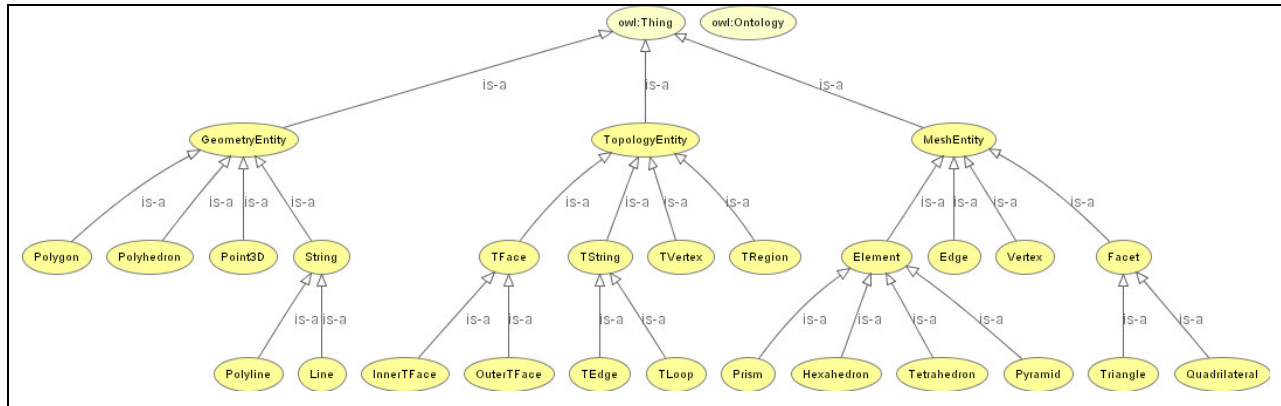 owl:Thing owl:Ontology
is-a is-a is-a
GeometryEntity TopologyEntity MeshEntity
is-a is-a is-a is-a is-a is-a is-a is-a is-a is-a is-a is-a
Polygon Polyhedron Point3D String TFace TString TVertex TRegion Element Edge Vertex Facet
is-a is-a is-a is-a is-a is-a is-a is-a is-a is-a is-a is-a
Polyline Line InnerTFace OuterTFace TEdge TLoop Prism Hexahedron Tetrahedron Pyramid Triangle Quadrilateral